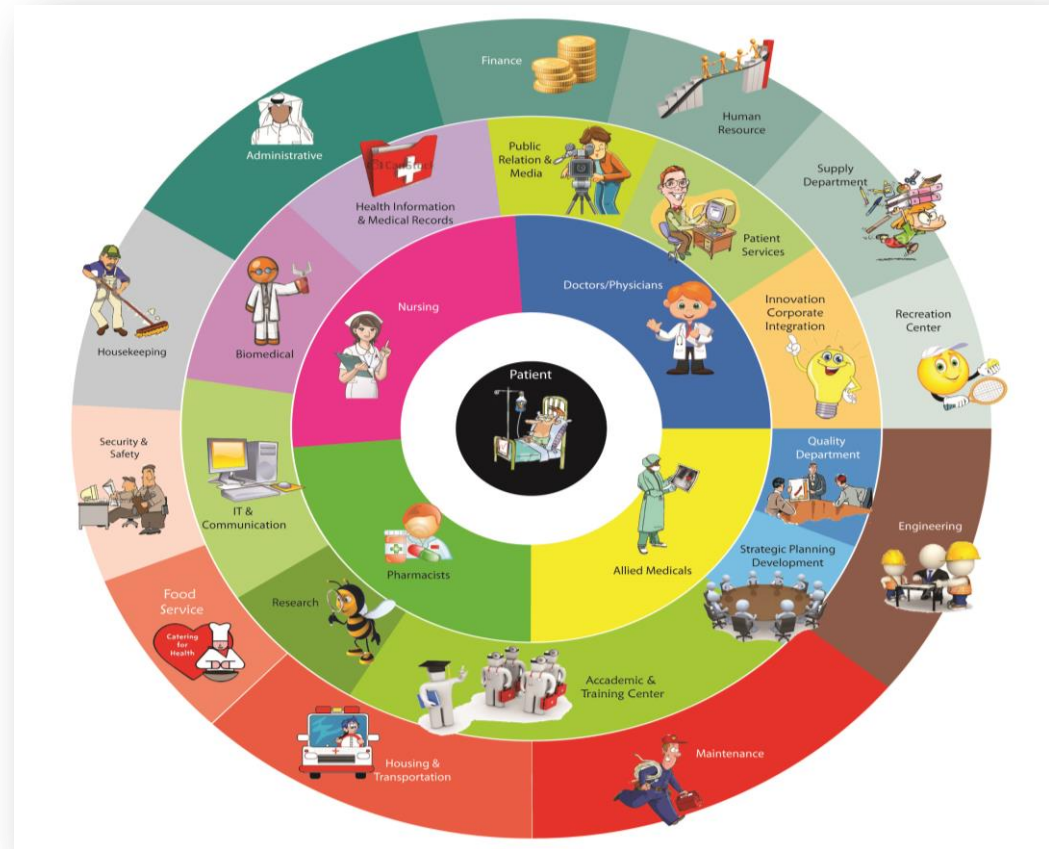 Finance
Human
Resource
Administrative
Supply
Department
Recreation
Center
Housekeeping
Security &
Safety
Food
Service
Catering
for
Health
Housing &
Transportation
Maintenance
Engineering
Public
Relation &
Media
Health Information
& Medical Records
Patient
Services
Innovation
Corporate
Integration
Biomedical
IT &
Communication
Research
Accademic &
Training Center
Strategic Planning
Development
Quality
Department
Nursing
Doctors/Physicians
Pharmacists
Allied Medicals
Patient